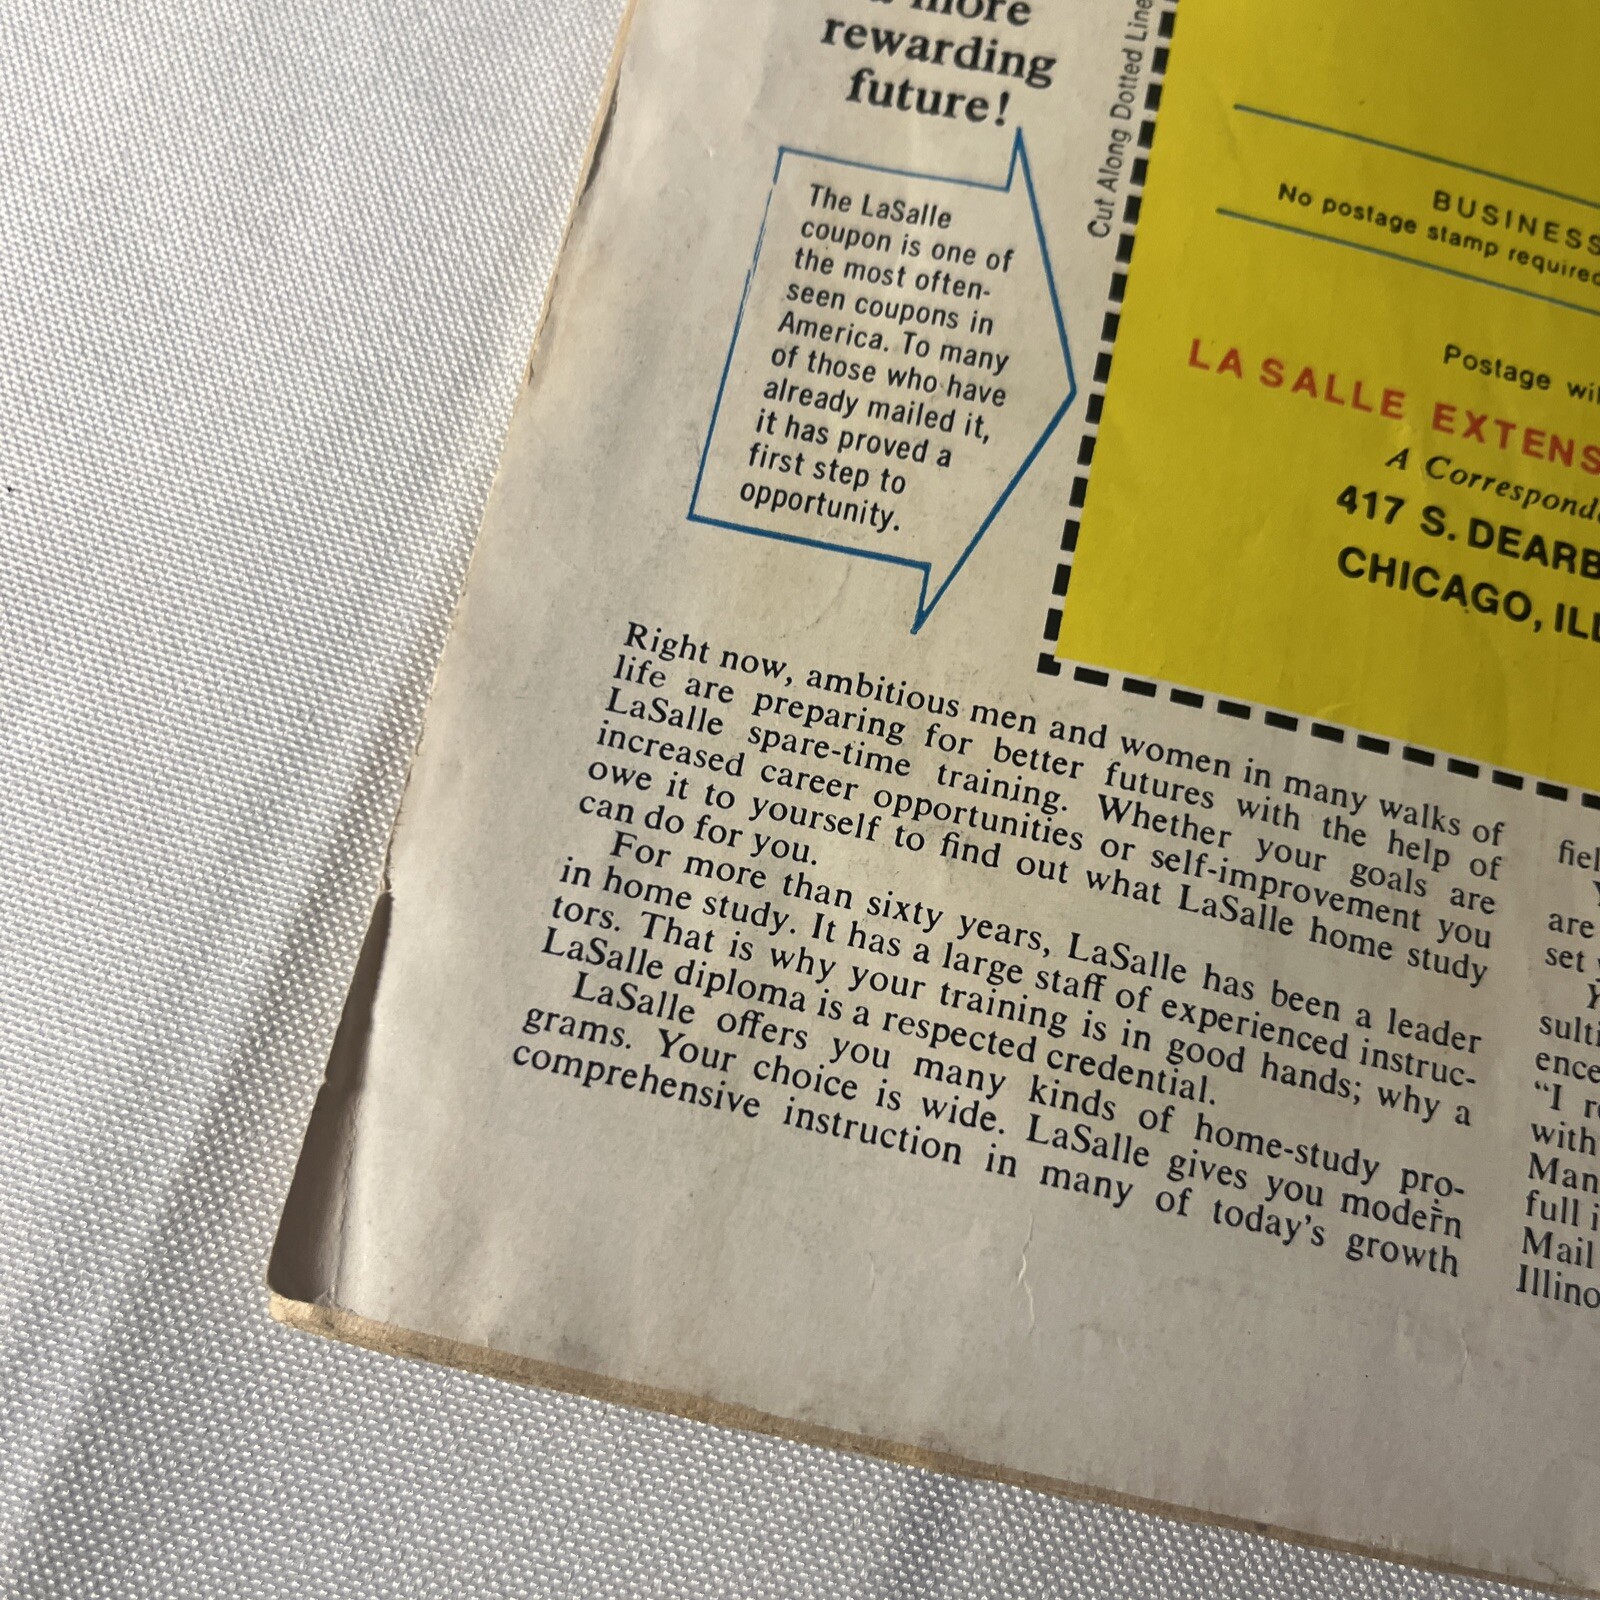 more
rewarding
future!
The LaSalle
coupon is one of
the most often-
seen coupons in
America. To many
of those who have
already mailed it,
it has proved a
first step to
opportunity.
Cut Along Dotted Line
BUSINESS
No postage stamp required
Postage wil
LA SALLE EXTENS
A Corresponde
417 S. DEARB
CHICAGO, ILL
Right now, ambitious men and women in many walks of
life are preparing for better futures with the help of
LaSalle spare-time training. Whether your goals are
increased career opportunities or self-improvement you
owe it to yourself to find out what LaSalle home study
can do for you.
For more than sixty years, LaSalle has been a leader
in home study. It has a large staff of experienced instruc-
tors. That is why your training is in good hands; why a
LaSalle diploma is a respected credential.
LaSalle offers you many kinds of home-study pro-
grams. Your choice is wide. LaSalle gives you modern
comprehensive instruction in many of today's growth
fiel
Y
are
set
Y
sulti
ence
"I r
with
Man
full i
Mail
Illino